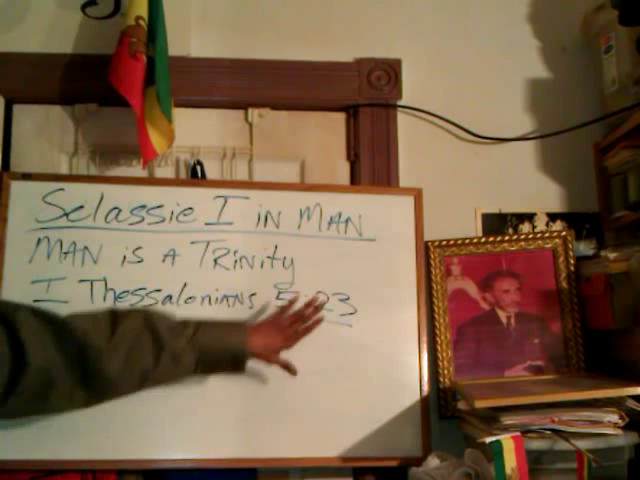 Selassie I in Man
Man is a Trinity
I Thessalonians 5:23